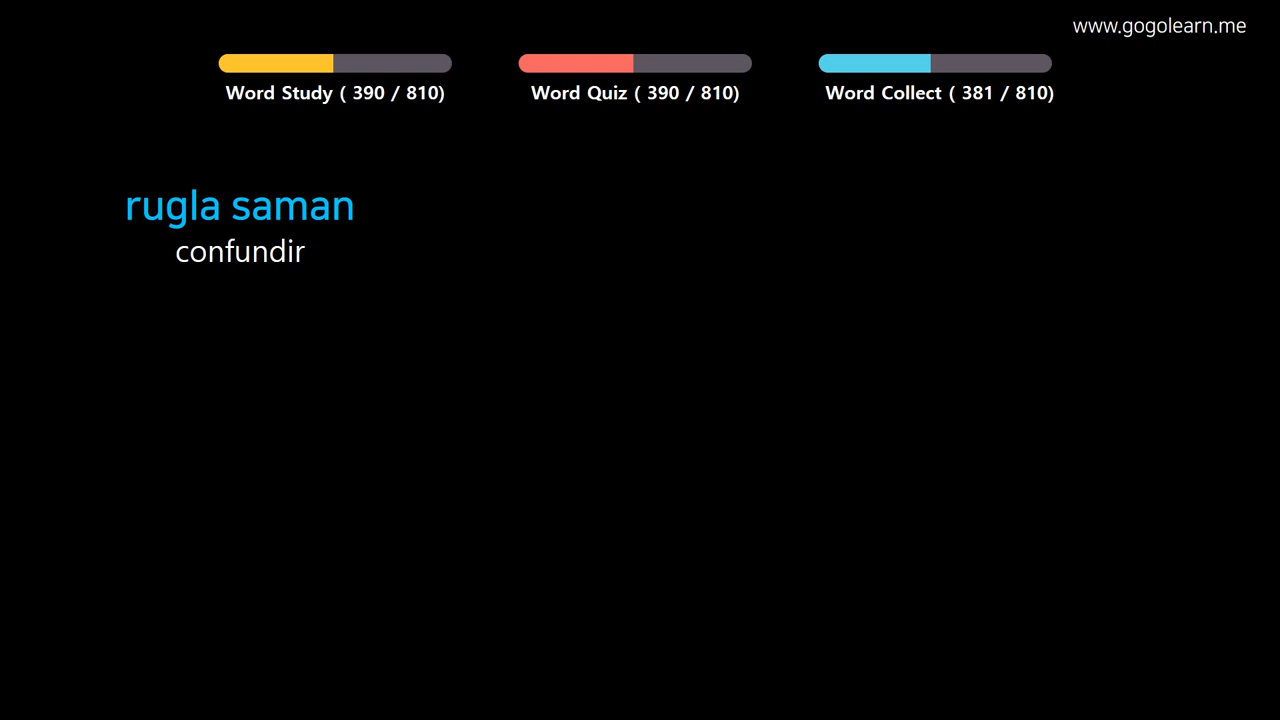 www.gogolearn.me
Word Study ( 390 / 810)
Word Quiz ( 390 / 810)
Word Collect ( 381 / 810)
rugla saman
confundir